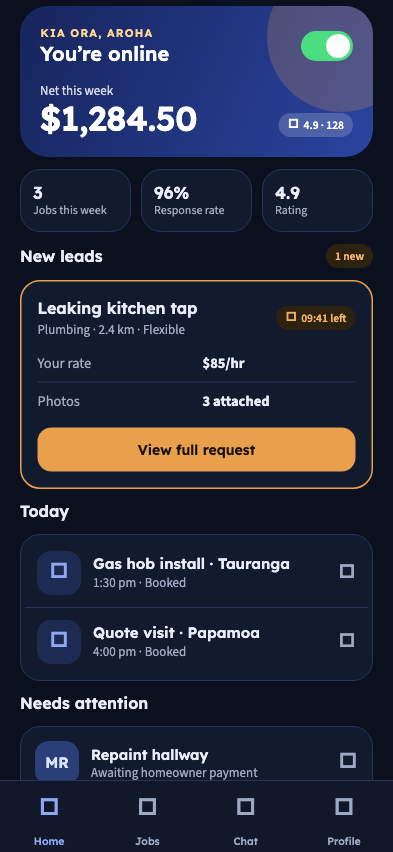 KIA ORA, AROHA
You’re online
Net this week
$1,284.50
4.9 · 128
3
Jobs this week
96%
Response rate
4.9
Rating
New leads
1 new
Leaking kitchen tap
Plumbing · 2.4 km · Flexible
09:41 left
Your rate
$85/hr
Photos
3 attached
View full request
Today
Gas hob install · Tauranga
1:30 pm · Booked
Quote visit · Papamoa
4:00 pm · Booked
Needs attention
MR
Repaint hallway
Awaiting homeowner payment
Home
Jobs
Chat
Profile